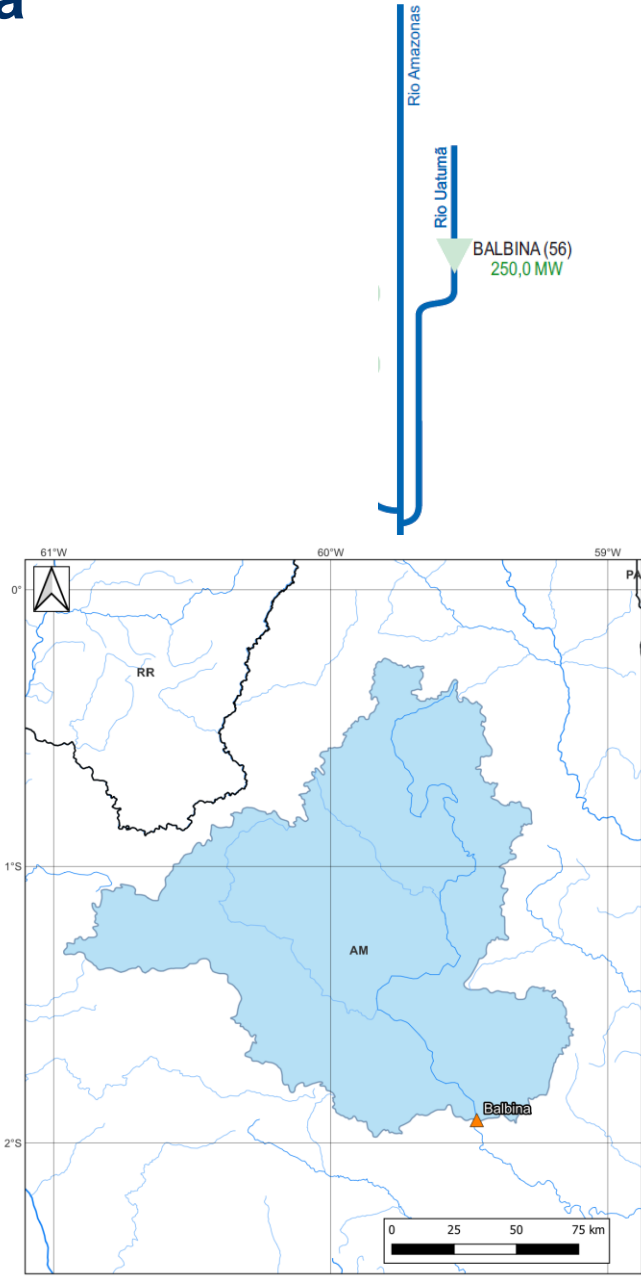 a
Rio Amazonas
Rio Uatumã
BALBINA (56)
250,0 MW
61°W
60°W
59°W
0°
PA
RR
1°S
AM
Balbina
2°S
0 25 50 75 km